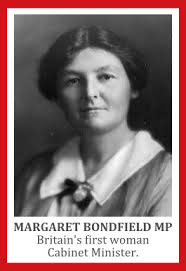 MARGARET BONDFIELD MP
Britain's first woman
Cabinet Minister.